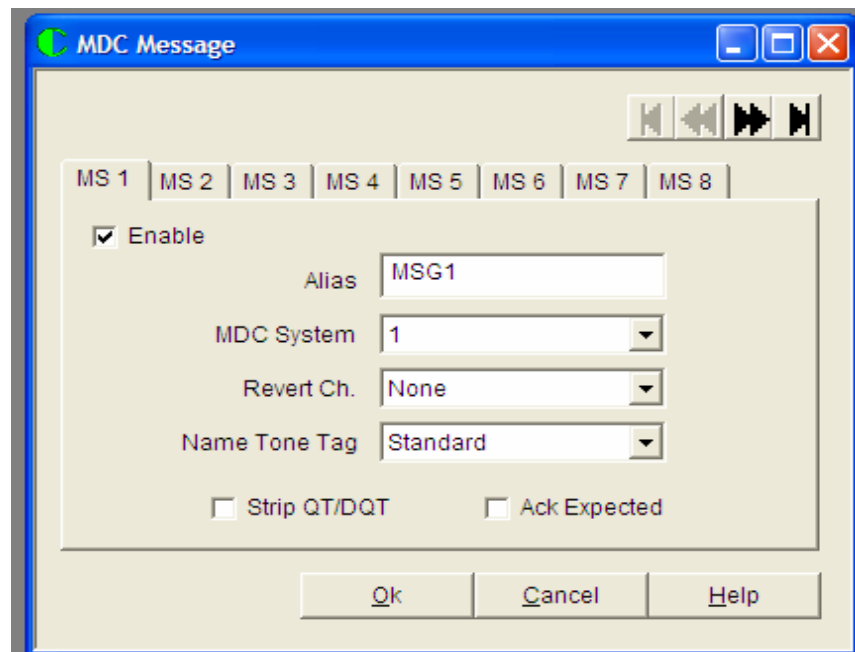 MDC Message
MS 1 MS 2 MS 3 MS 4 MS 5 MS 6 MS 7 MS 8
Enable
Alias MSG1
MDC System 1
Revert Ch. None
Name Tone Tag Standard
Strip QT/DQT Ack Expected
Ok Cancel Help